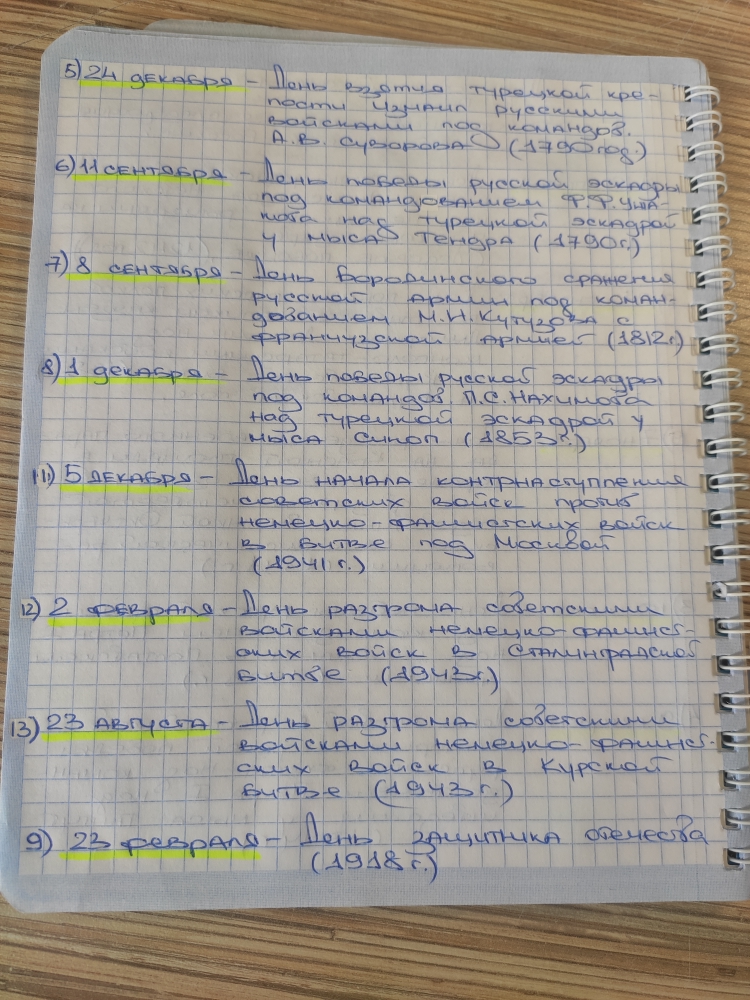 5) 24 декабря – День взятия турецкой кре-
пости Измаил русскими
войсками под командов.
А.В. Суворова (1790 год.)
6) 11 сентября – День победы русской эскадры
под командованием Ф.Ф.Уша-
кова над турецкой эскадрой
у мыса Тендра (1790г.)
7) 8 сентября – День Бородинского сражения
русской армии под коман-
дованием М.И.Кутузова с
французской армией (1812г)
8) 1 декабря – День победы русской эскадры
под командов. П.С.Нахимова
над турецкой эскадрой у
мыса Синоп (1853г.)
11) 5 декабря – День начала контрнаступления
советских войск против
немецко-фашистских войск
в битве под Москвой
(1941 г.)
12) 2 февраля – День разгрома советскими
войсками немецко-фашист-
ских войск в Сталинградской
битве (1943г.)
13) 23 августа – День разгрома советскими
войсками немецко-фашист-
ских войск в Курской
битве (1943 г.)
9) 23 февраля – День защитника отечества
(1918 г.)